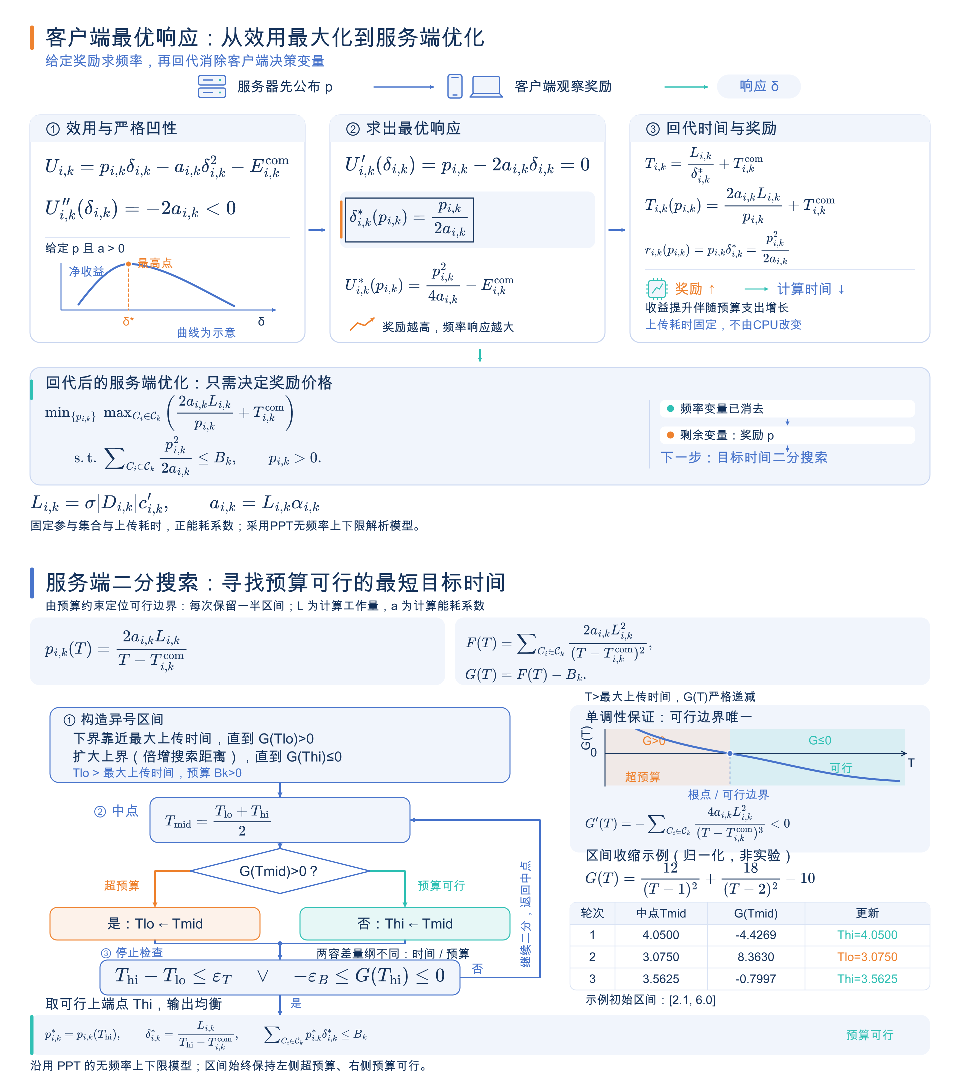 客户端最优响应：从效用最大化到服务端优化
给定奖励求频率，再回代消除客户端决策变量
服务器先公布 p
客户端观察奖励
响应 δ
① 效用与严格凹性
U_{i,k} = p_{i,k}δ_{i,k} − a_{i,k}δ_{i,k}^2 − E_{i,k}^{com}
U''_{i,k}(δ_{i,k}) = −2a_{i,k} < 0
给定 p 且 a > 0
净收益
最高点
δ*
δ
曲线为示意
② 求出最优响应
U'_{i,k}(δ_{i,k}) = p_{i,k} − 2a_{i,k}δ_{i,k} = 0
δ*_{i,k}(p_{i,k}) = p_{i,k} / 2a_{i,k}
U*_{i,k}(p_{i,k}) = p_{i,k}^2 / 4a_{i,k} − E_{i,k}^{com}
奖励越高，频率响应越大
③ 回代时间与奖励
T_{i,k} = L_{i,k} / δ*_{i,k} + T_{i,k}^{com}
T_{i,k}(p_{i,k}) = 2a_{i,k}L_{i,k} / p_{i,k} + T_{i,k}^{com}
r_{i,k}(p_{i,k}) = p_{i,k}δ*_{i,k} = p_{i,k}^2 / 2a_{i,k}
奖励 ↑
计算时间 ↓
收益提升伴随预算支出增长
上传耗时固定，不由CPU改变
回代后的服务端优化：只需决定奖励价格
min_{\{p_{i,k}\}} max_{C_i∈𝒞_k} ( 2a_{i,k}L_{i,k} / p_{i,k} + T_{i,k}^{com} )
s.t. ∑_{C_i∈𝒞_k} p_{i,k}^2 / 2a_{i,k} ≤ B_k, p_{i,k} > 0.
频率变量已消去
剩余变量：奖励 p
下一步：目标时间二分搜索
L_{i,k} = σ|D_{i,k}|c'_{i,k}, a_{i,k} = L_{i,k}α_{i,k}
固定参与集合与上传耗时，正能耗系数；采用PPT无频率上下限解析模型。
服务端二分搜索：寻找预算可行的最短目标时间
由预算约束定位可行边界：每次保留一半区间；L 为计算工作量，a 为计算能耗系数
p_{i,k}(T) = 2a_{i,k}L_{i,k} / (T − T_{i,k}^{com})
F(T) = ∑_{C_i∈𝒞_k} 2a_{i,k}L_{i,k}^2 / (T − T_{i,k}^{com})^2,
G(T) = F(T) − B_k.
① 构造异号区间
下界靠近最大上传时间，直到 G(Tlo)>0
扩大上界（倍增搜索距离），直到 G(Thi)≤0
Tlo > 最大上传时间，预算 Bk>0
② 中点
T_{mid} = (T_{lo} + T_{hi}) / 2
G(Tmid)>0？
超预算
预算可行
是：Tlo ← Tmid
否：Thi ← Tmid
③ 停止检查
两容差量纲不同：时间 / 预算
T_{hi} − T_{lo} ≤ ε_T ∨ −ε_B ≤ G(T_{hi}) ≤ 0
否
继续二分，返回中点
是
取可行上端点 Thi，输出均衡
p*_{i,k} = p_{i,k}(T_{hi}), δ*_{i,k} = L_{i,k} / (T_{hi} − T_{i,k}^{com}), ∑_{C_i∈𝒞_k} p*_{i,k}δ*_{i,k} ≤ B_k
预算可行
沿用 PPT 的无频率上下限模型；区间始终保持左侧超预算、右侧预算可行。
T>最大上传时间，G(T)严格递减
单调性保证：可行边界唯一
G(T)
0
G>0
G≤0
超预算
可行
T
根点 / 可行边界
G'(T) = −∑_{C_i∈𝒞_k} 4a_{i,k}L_{i,k}^2 / (T − T_{i,k}^{com})^3 < 0
区间收缩示例（归一化，非实验）
G(T) = 12 / (T − 1)^2 + 18 / (T − 2)^2 − 10
轮次 中点Tmid G(Tmid) 更新
1 4.0500 -4.4269 Thi=4.0500
2 3.0750 8.3630 Tlo=3.0750
3 3.5625 -0.7997 Thi=3.5625
示例初始区间：[2.1, 6.0]